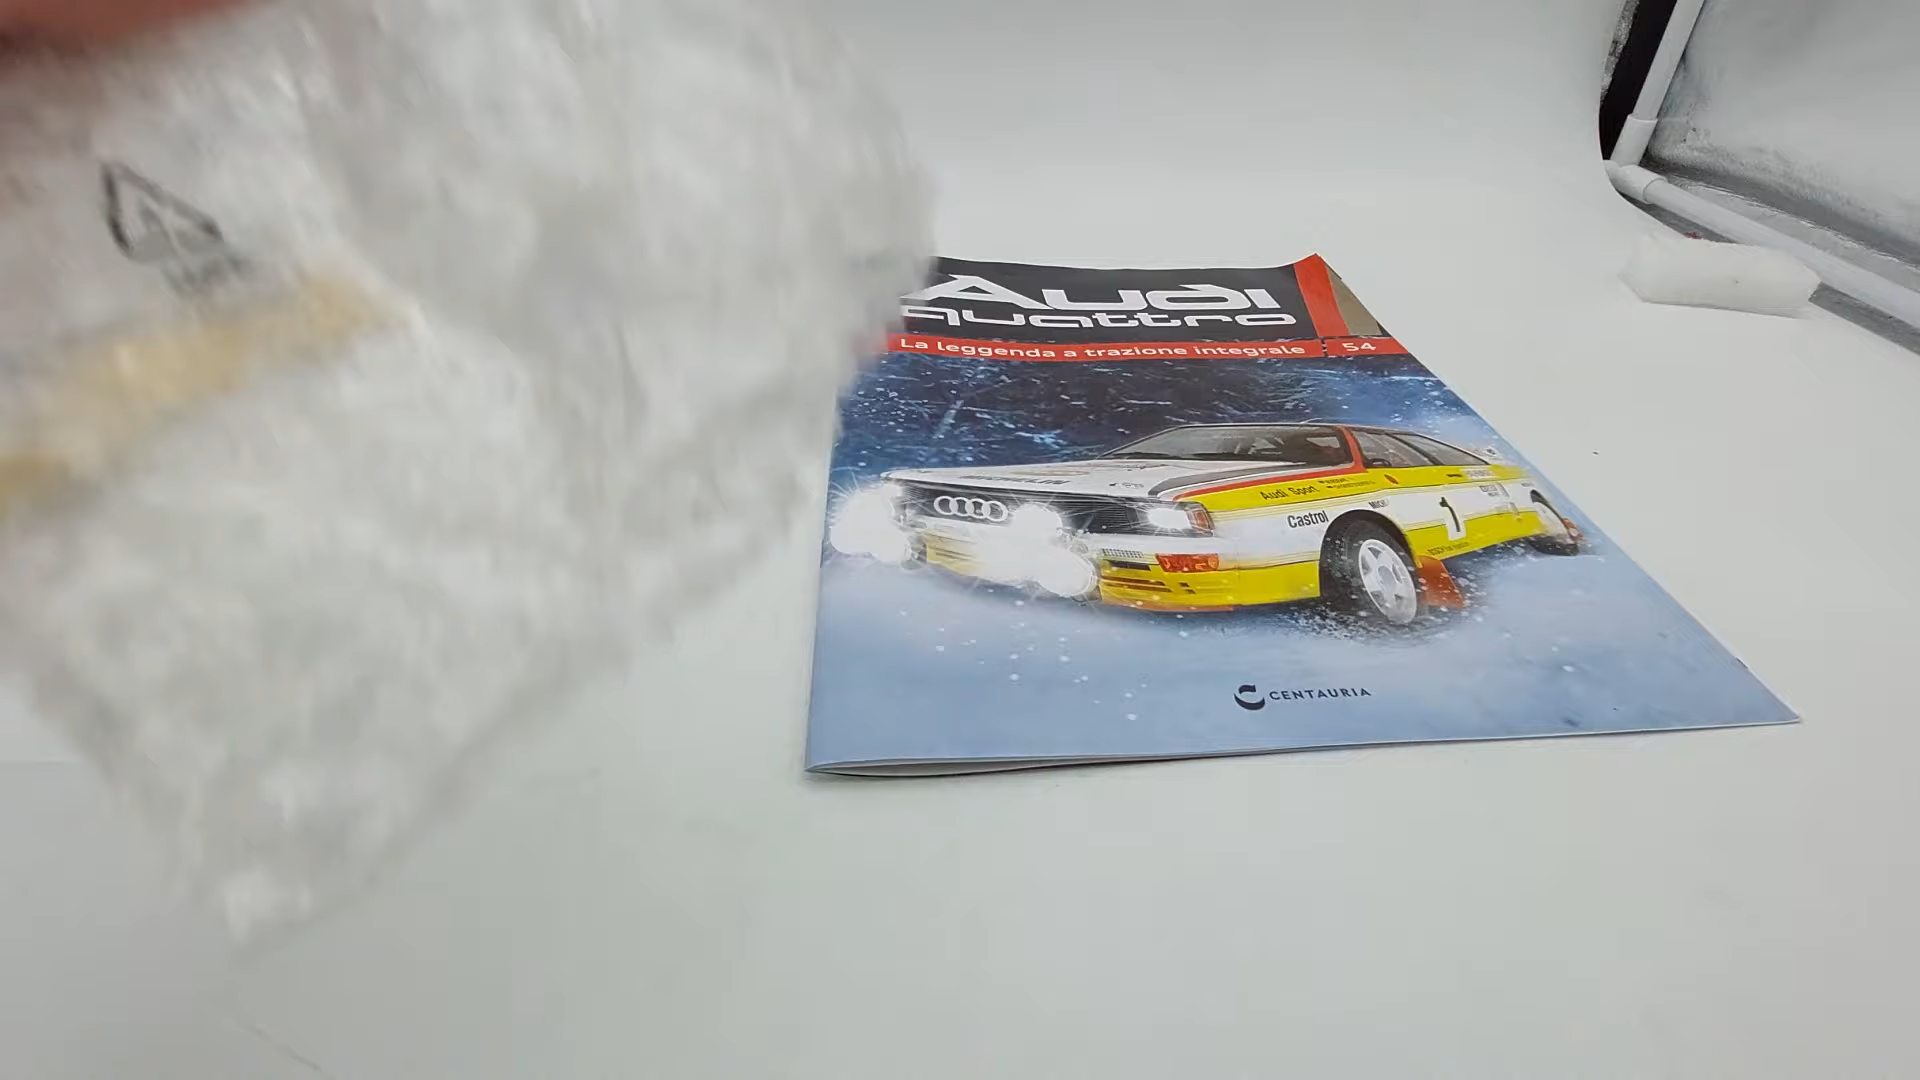 Audi
quattro
La leggenda a trazione integrale 54
Audi Sport
Castrol
1
CENTAURIA